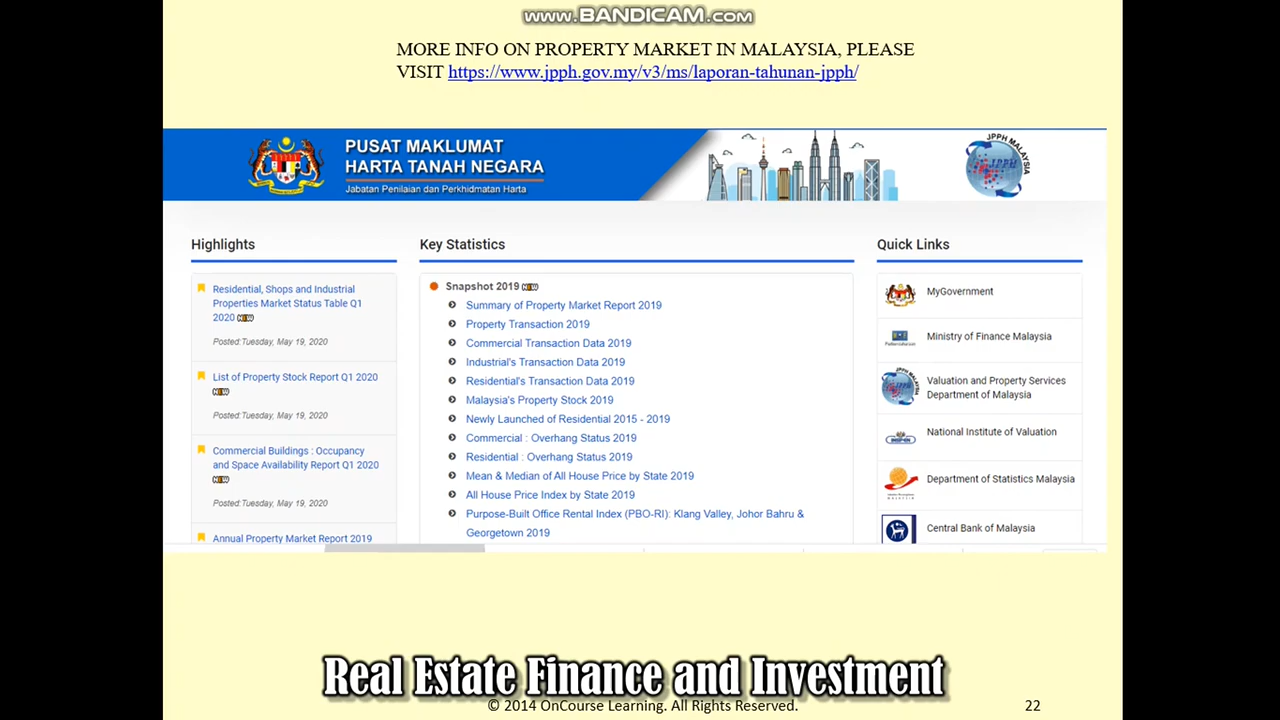 www.BANDICAM.com
MORE INFO ON PROPERTY MARKET IN MALAYSIA, PLEASE
VISIT https://www.jpph.gov.my/v3/ms/laporan-tahunan-jpph/
PUSAT MAKLUMAT
HARTA TANAH NEGARA
Jabatan Penilaian dan Perkhidmatan Harta
JPPH MALAYSIA
JPPH
Highlights
Residential, Shops and Industrial
Properties Market Status Table Q1
2020 NEW
Posted:Tuesday, May 19, 2020
List of Property Stock Report Q1 2020
NEW
Posted:Tuesday, May 19, 2020
Commercial Buildings : Occupancy
and Space Availability Report Q1 2020
NEW
Posted:Tuesday, May 19, 2020
Annual Property Market Report 2019
Key Statistics
Snapshot 2019 NEW
Summary of Property Market Report 2019
Property Transaction 2019
Commercial Transaction Data 2019
Industrial's Transaction Data 2019
Residential's Transaction Data 2019
Malaysia's Property Stock 2019
Newly Launched of Residential 2015 - 2019
Commercial : Overhang Status 2019
Residential : Overhang Status 2019
Mean & Median of All House Price by State 2019
All House Price Index by State 2019
Purpose-Built Office Rental Index (PBO-RI): Klang Valley, Johor Bahru &
Georgetown 2019
Quick Links
MyGovernment
Ministry of Finance Malaysia
Valuation and Property Services
Department of Malaysia
National Institute of Valuation
Department of Statistics Malaysia
Central Bank of Malaysia
Real Estate Finance and Investment
© 2014 OnCourse Learning. All Rights Reserved.
22